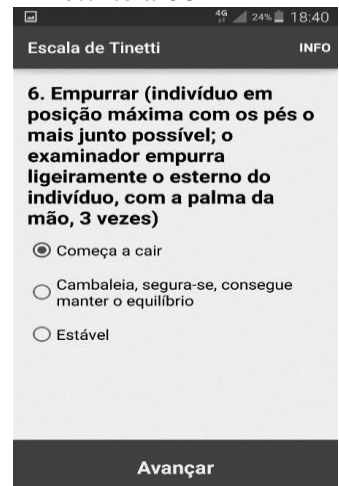 4G 24% 18:40
Escala de Tinetti INFO
6. Empurrar (indivíduo em
posição máxima com os pés o
mais junto possível; o
examinador empurra
ligeiramente o esterno do
indivíduo, com a palma da
mão, 3 vezes)
Começa a cair
Cambaleia, segura-se, consegue
manter o equilíbrio
Estável
Avançar